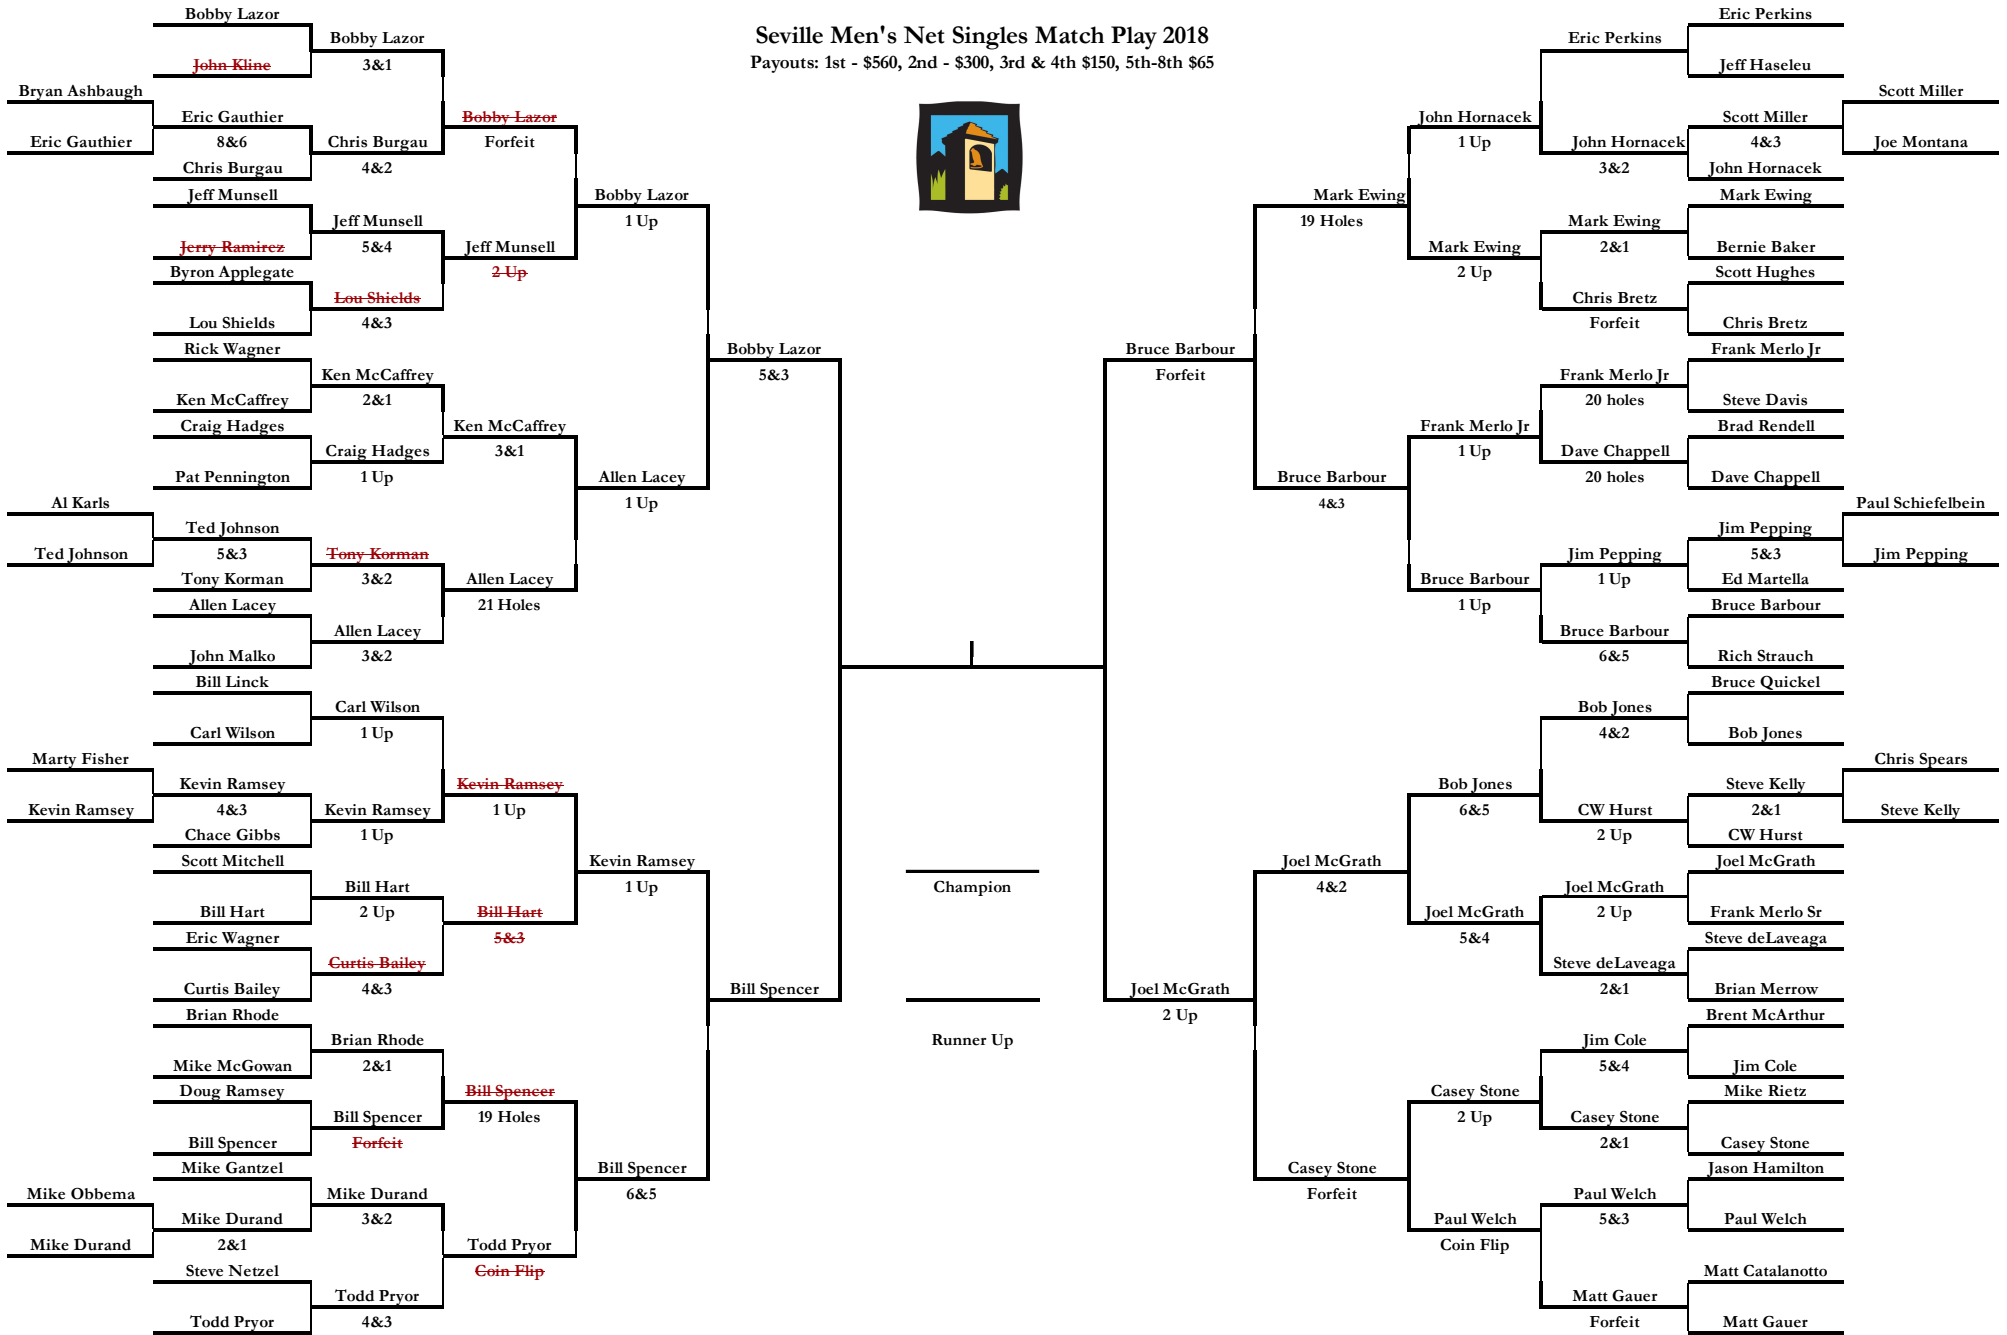 Seville Men's Net Singles Match Play 2018
Payouts: 1st - $560, 2nd - $300, 3rd & 4th $150, 5th-8th $65
Bryan Ashbaugh
Eric Gauthier
Al Karls
Ted Johnson
Marty Fisher
Kevin Ramsey
Mike Obbema
Mike Durand
Bobby Lazor
John Kline
Eric Gauthier
8&6
Chris Burgau
Jeff Munsell
Jerry Ramirez
Byron Applegate
Lou Shields
Rick Wagner
Ken McCaffrey
Craig Hadges
Pat Pennington
Ted Johnson
5&3
Tony Korman
Allen Lacey
John Malko
Bill Linck
Carl Wilson
Kevin Ramsey
4&3
Chace Gibbs
Scott Mitchell
Bill Hart
Eric Wagner
Curtis Bailey
Brian Rhode
Mike McGowan
Doug Ramsey
Bill Spencer
Mike Gantzel
Mike Durand
2&1
Steve Netzel
Todd Pryor
Bobby Lazor
3&1
Chris Burgau
4&2
Jeff Munsell
5&4
Lou Shields
4&3
Ken McCaffrey
2&1
Craig Hadges
1 Up
Tony Korman
3&2
Allen Lacey
3&2
Carl Wilson
1 Up
Kevin Ramsey
1 Up
Bill Hart
2 Up
Curtis Bailey
4&3
Brian Rhode
2&1
Bill Spencer
Forfeit
Mike Durand
3&2
Todd Pryor
4&3
Bobby Lazor
Forfeit
Jeff Munsell
2 Up
Ken McCaffrey
3&1
Allen Lacey
21 Holes
Kevin Ramsey
1 Up
Bill Hart
5&3
Bill Spencer
19 Holes
Todd Pryor
Coin Flip
Bobby Lazor
1 Up
Allen Lacey
1 Up
Kevin Ramsey
1 Up
Bill Spencer
6&5
Bobby Lazor
5&3
Bill Spencer
Champion
Runner Up
Bruce Barbour
Forfeit
Joel McGrath
2 Up
Mark Ewing
19 Holes
Bruce Barbour
4&3
Joel McGrath
4&2
Casey Stone
Forfeit
John Hornacek
1 Up
Mark Ewing
2 Up
Frank Merlo Jr
1 Up
Bruce Barbour
1 Up
Bob Jones
6&5
Joel McGrath
5&4
Casey Stone
2 Up
Paul Welch
Coin Flip
Eric Perkins
John Hornacek
3&2
Mark Ewing
2&1
Chris Bretz
Forfeit
Frank Merlo Jr
20 holes
Dave Chappell
20 holes
Jim Pepping
1 Up
Bruce Barbour
6&5
Bob Jones
4&2
CW Hurst
2 Up
Joel McGrath
2 Up
Steve deLaveaga
2&1
Jim Cole
5&4
Casey Stone
2&1
Paul Welch
5&3
Matt Gauer
Forfeit
Eric Perkins
Jeff Haseleu
Scott Miller
4&3
John Hornacek
Mark Ewing
Bernie Baker
Scott Hughes
Chris Bretz
Frank Merlo Jr
Steve Davis
Brad Rendell
Dave Chappell
Jim Pepping
5&3
Ed Martella
Bruce Barbour
Rich Strauch
Bruce Quickel
Bob Jones
Steve Kelly
2&1
CW Hurst
Joel McGrath
Frank Merlo Sr
Steve deLaveaga
Brian Merrow
Brent McArthur
Jim Cole
Mike Rietz
Casey Stone
Jason Hamilton
Paul Welch
Matt Catalanotto
Matt Gauer
Scott Miller
Joe Montana
Paul Schiefelbein
Jim Pepping
Chris Spears
Steve Kelly